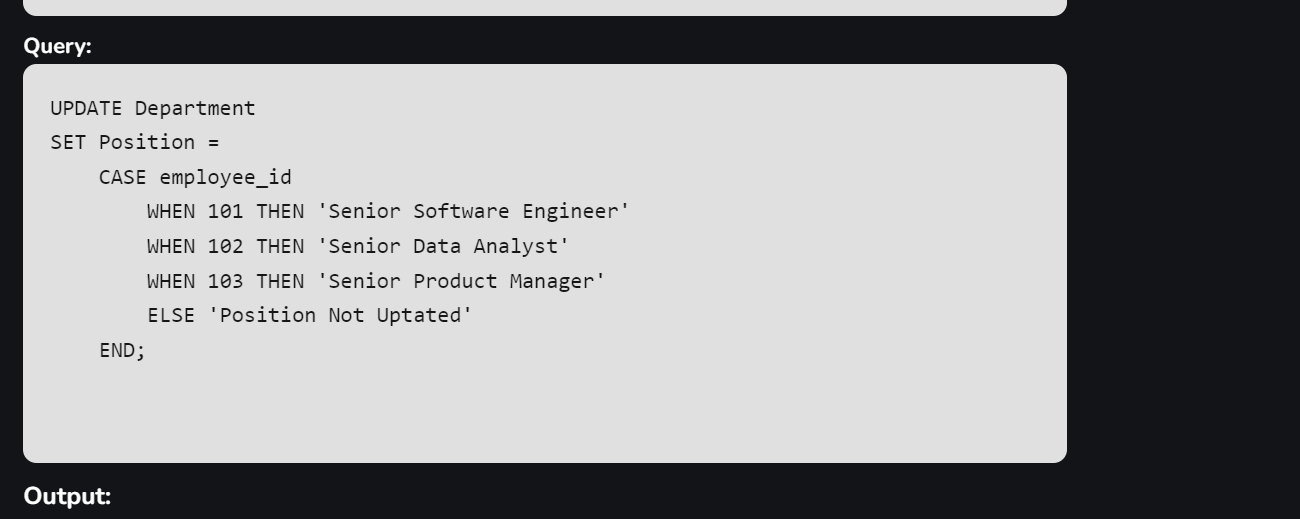 Query:
UPDATE Department
SET Position =
    CASE employee_id
        WHEN 101 THEN 'Senior Software Engineer'
        WHEN 102 THEN 'Senior Data Analyst'
        WHEN 103 THEN 'Senior Product Manager'
        ELSE 'Position Not Uptated'
    END;
Output: